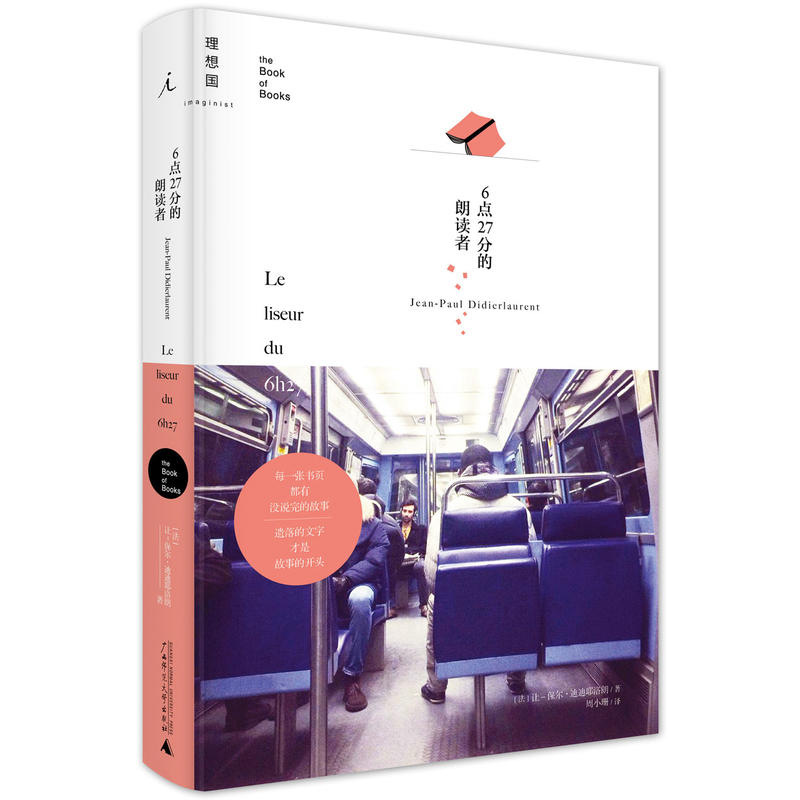 6点27分的
朗读者
Jean-Paul Didierlaurent
Le
liseur
du
6h27
the
Book
of
Books
[法]
让-保尔·迪迪耶洛朗
著
广西师范大学出版社
GUANGXI NORMAL UNIVERSITY PRESS
理想国
imaginist
the
Book
of
Books
6点27分的
朗读者
Jean-Paul Didierlaurent
Le
liseur
du
6h27
每一张书页
都有
没说完的故事
遗落的文字
才是
故事的开头
[法]让-保尔·迪迪耶洛朗/著
周小珊/译